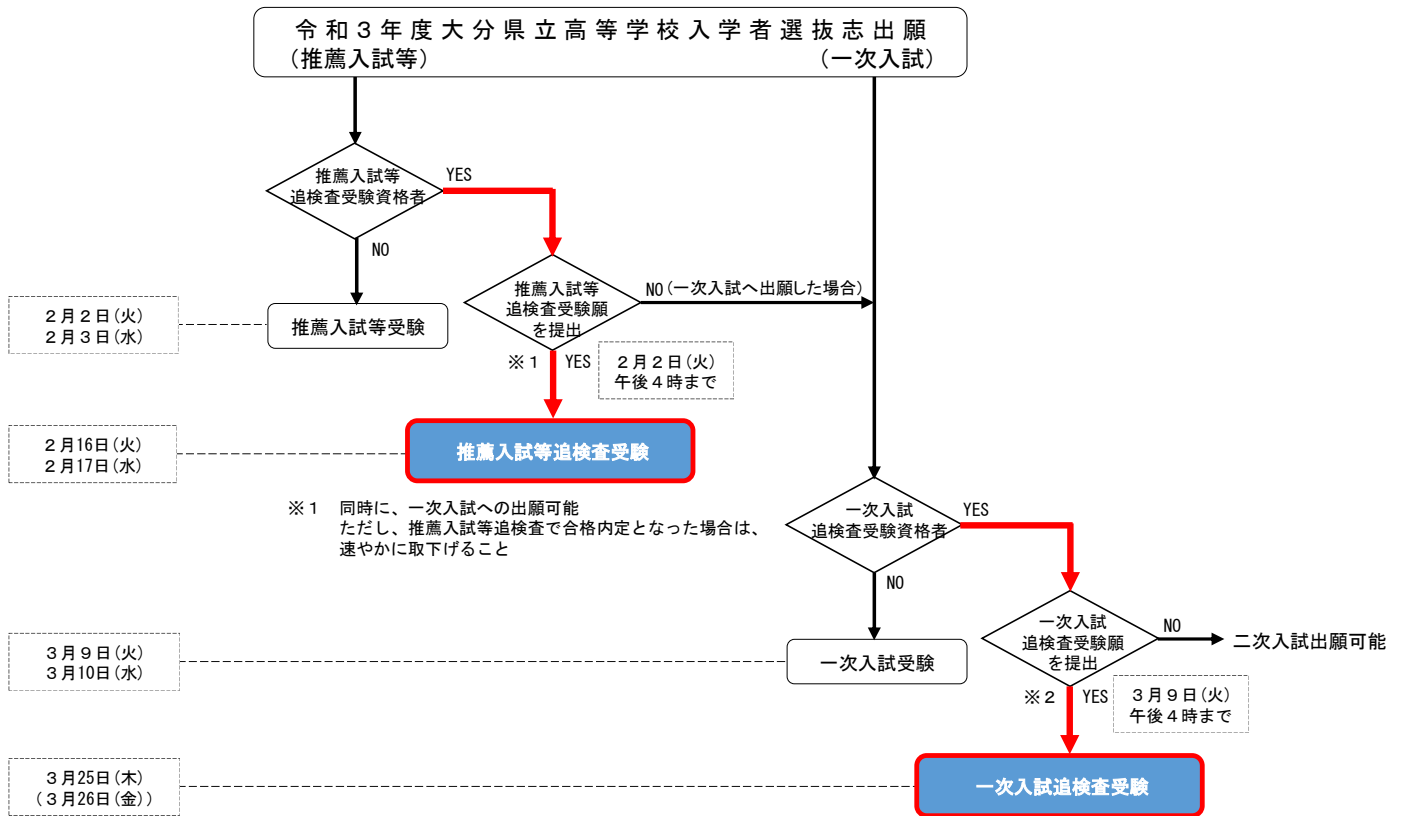 令和３年度大分県立高等学校入学者選抜志出願
(推薦入試等) (一次入試)
推薦入試等
追検査受験資格者
YES
NO
推薦入試等
追検査受験願
を提出
NO(一次入試へ出願した場合)
２月２日(火)
２月３日(水)
推薦入試等受験
※１ YES
２月２日(火)
午後４時まで
２月16日(火)
２月17日(水)
推薦入試等追検査受験
※１ 同時に、一次入試への出願可能
ただし、推薦入試等追検査で合格内定となった場合は、
速やかに取下げること
一次入試
追検査受験資格者
YES
NO
一次入試
追検査受験願
を提出
NO
二次入試出願可能
３月９日(火)
３月10日(水)
一次入試受験
※２ YES
３月９日(火)
午後４時まで
３月25日(木)
(３月26日(金))
一次入試追検査受験